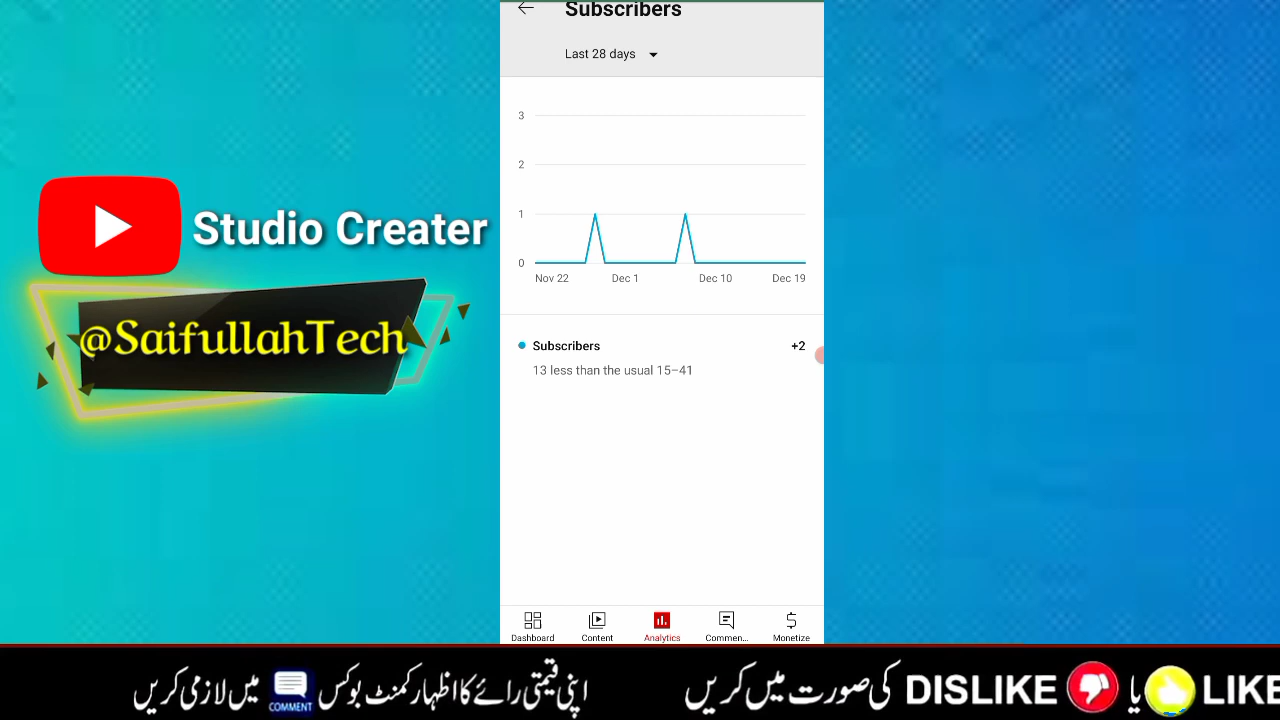 Subscribers
Last 28 days
3
2
1
0
Nov 22 Dec 1 Dec 10 Dec 19
Subscribers +2
13 less than the usual 15–41
Dashboard Content Analytics Commen... Monetize
Studio Creater
@SaifullahTech
LIKE یا DISLIKE کی صورت میں کریں
اپنی قیمتی رائے کا اظہار کمنٹ بوکس COMMENT میں لازمی کریں